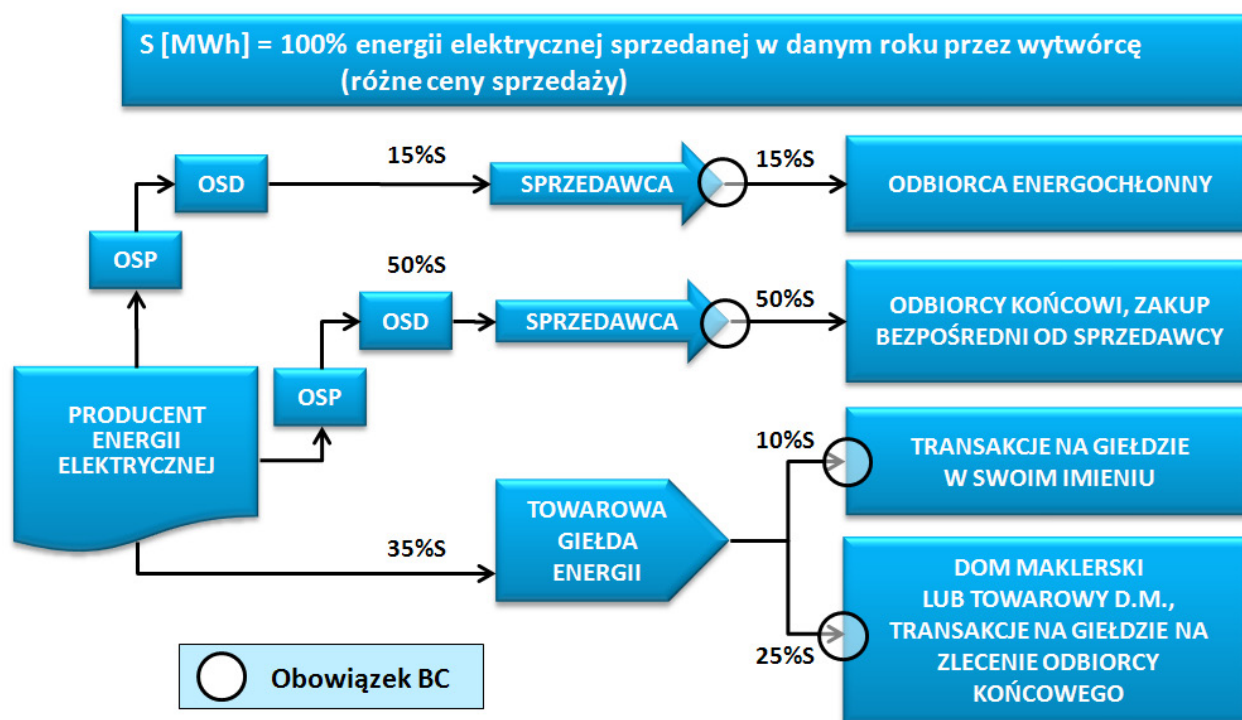 S [MWh] = 100% energii elektrycznej sprzedanej w danym roku przez wytwórcę
(różne ceny sprzedaży)
OSP
OSD
15%S
SPRZEDAWCA
15%S
ODBIORCA ENERGOCHŁONNY
OSP
OSD
50%S
SPRZEDAWCA
50%S
ODBIORCY KOŃCOWI, ZAKUP
BEZPOŚREDNI OD SPRZEDAWCY
PRODUCENT
ENERGII
ELEKTRYCZNEJ
35%S
TOWAROWA
GIEŁDA
ENERGII
10%S
TRANSAKCJE NA GIEŁDZIE
W SWOIM IMIENIU
25%S
DOM MAKLERSKI
LUB TOWAROWY D.M.,
TRANSAKCJE NA GIEŁDZIE NA
ZLECENIE ODBIORCY
KOŃCOWEGO
Obowiązek BC